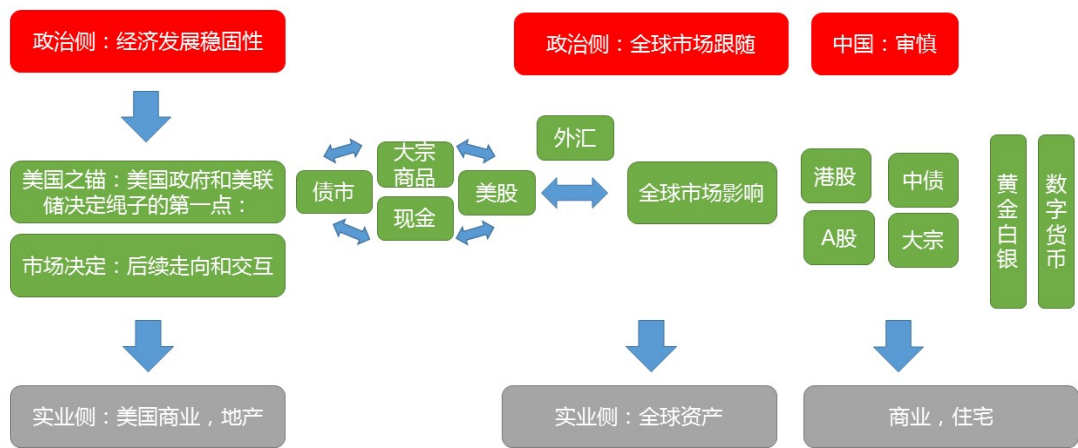 政治侧：经济发展稳固性
政治侧：全球市场跟随
中国：审慎
美国之锚：美国政府和美联
储决定绳子的第一点：
市场决定：后续走向和交互
债市
大宗
商品
现金
美股
外汇
全球市场影响
港股
中债
A股
大宗
黄金白银
数字货币
实业侧：美国商业，地产
实业侧：全球资产
商业，住宅